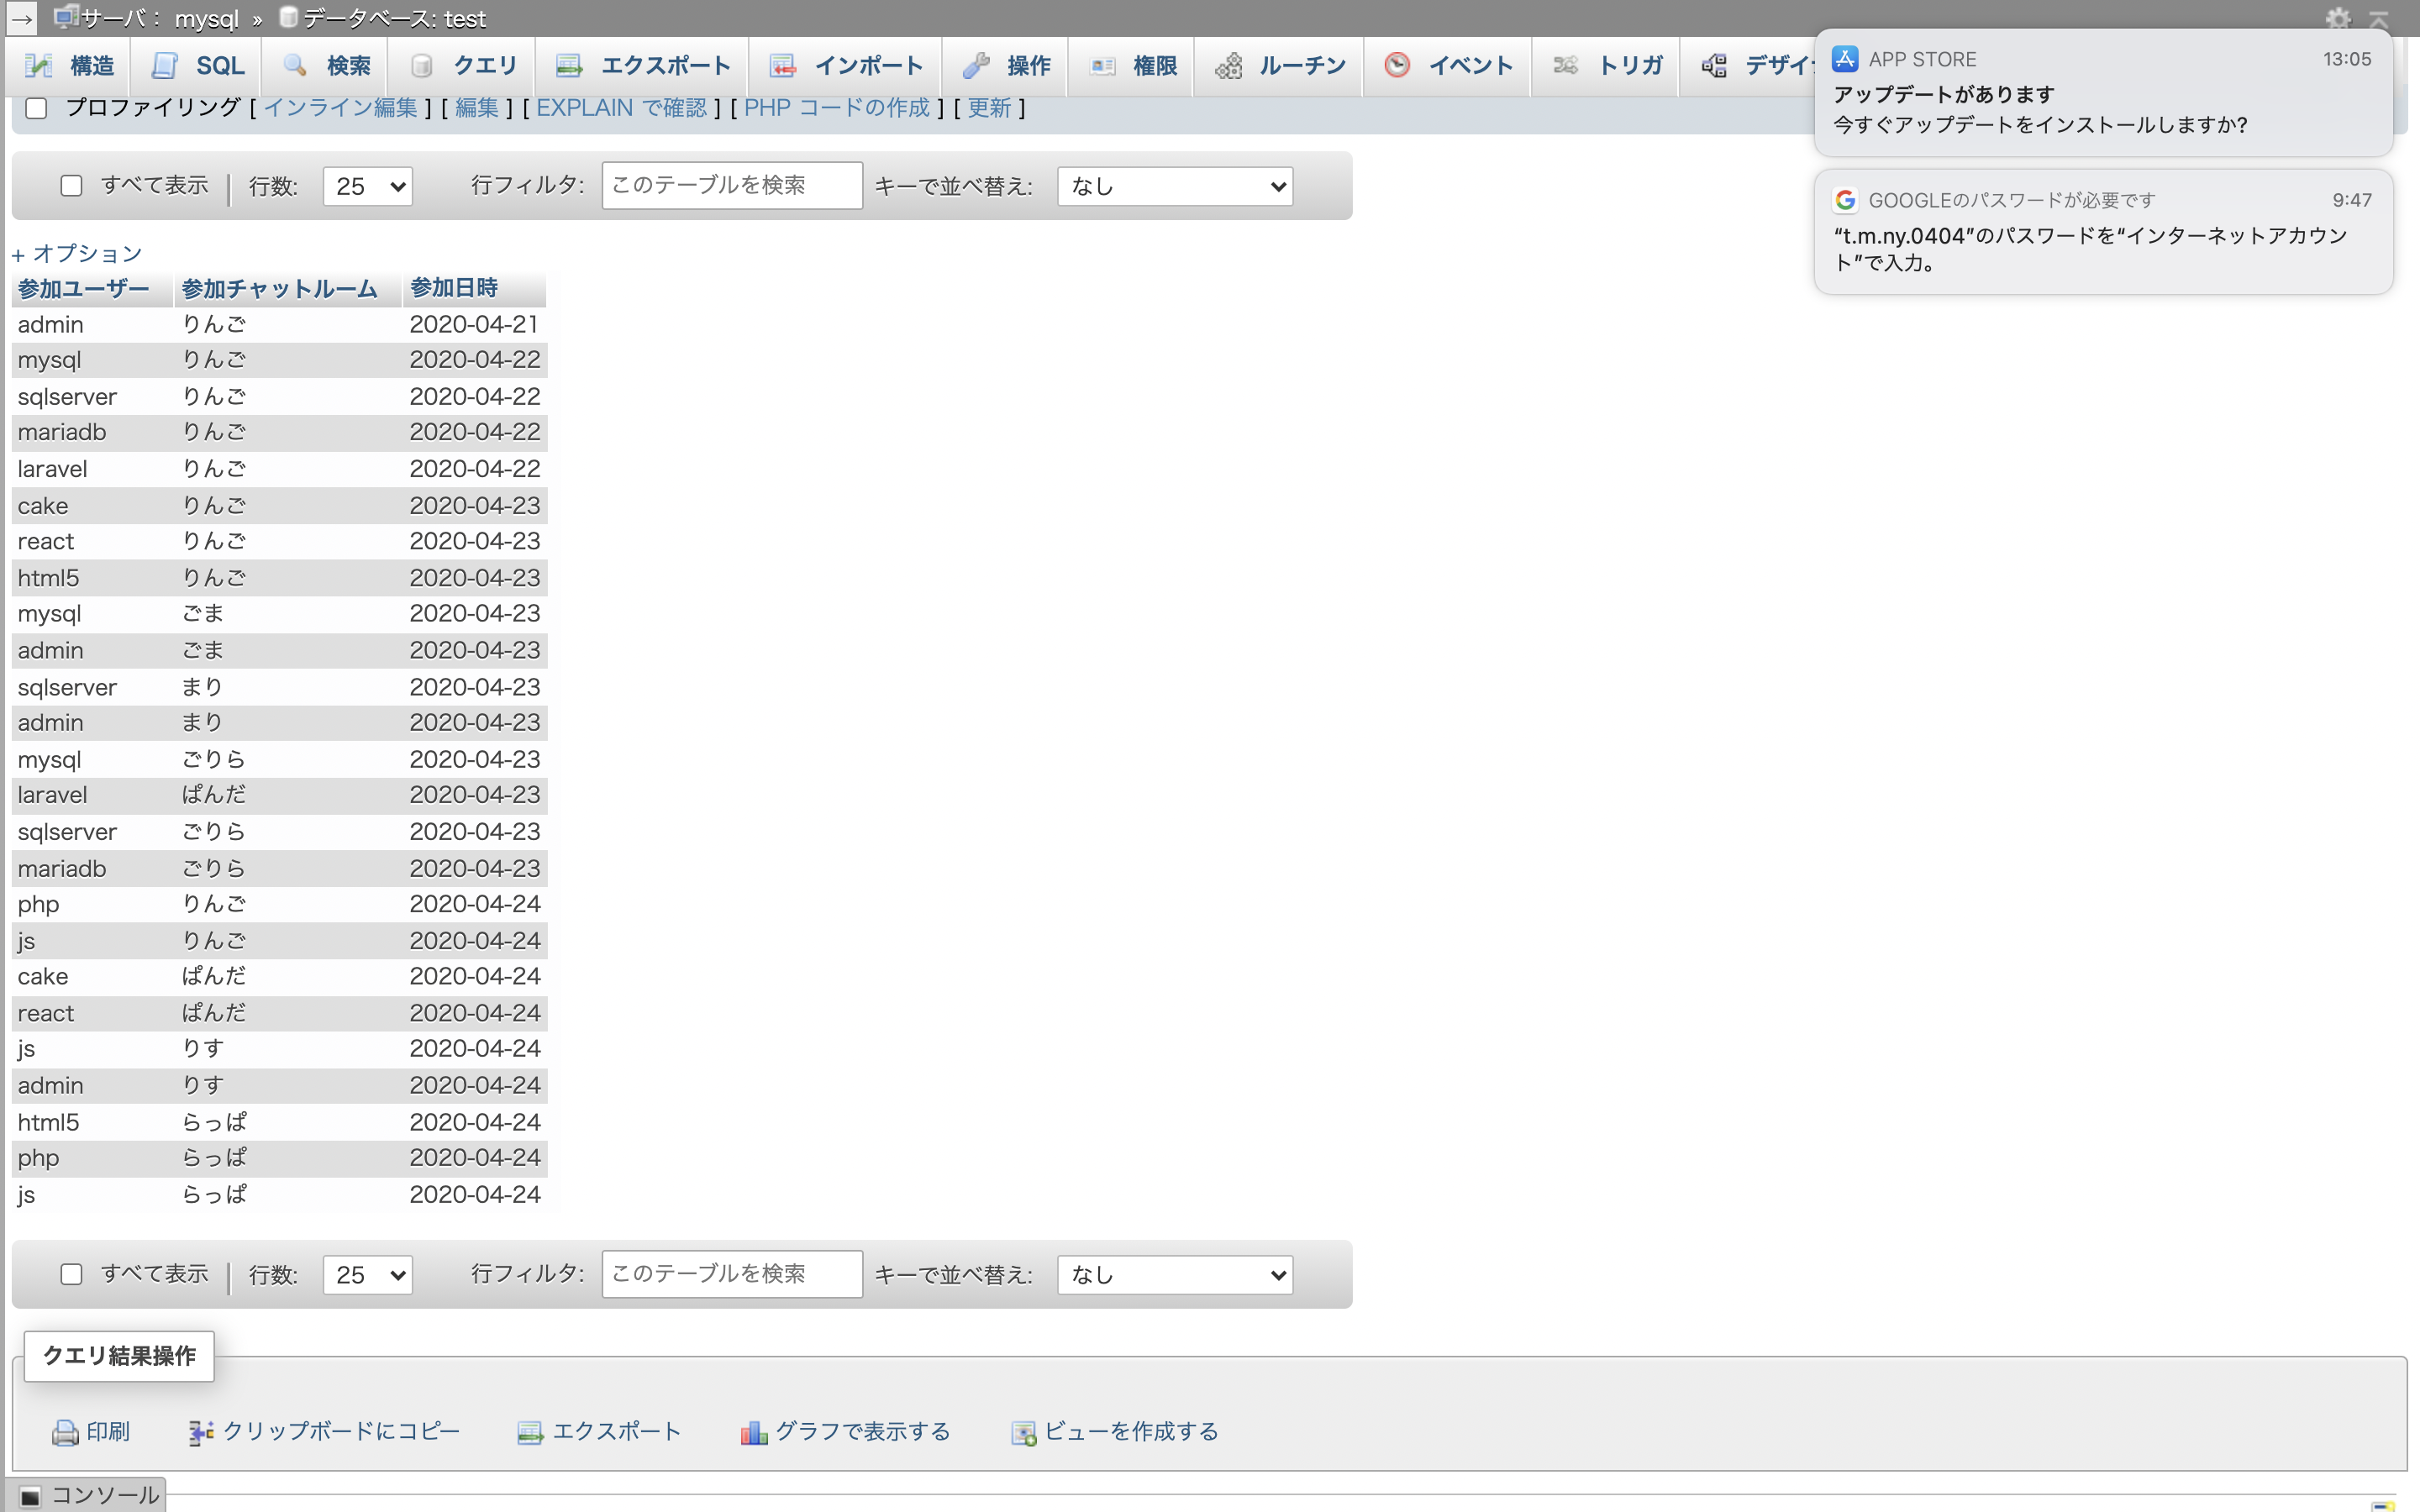 → サーバ： mysql » データベース: test
構造 SQL 検索 クエリ エクスポート インポート 操作 権限 ルーチン イベント トリガ デザイ
APP STORE 13:05
アップデートがあります
今すぐアップデートをインストールしますか?
GOOGLEのパスワードが必要です 9:47
“t.m.ny.0404”のパスワードを“インターネットアカウン
ト”で入力。
プロファイリング [ インライン編集 ] [ 編集 ] [ EXPLAIN で確認 ] [ PHP コードの作成 ] [ 更新 ]
すべて表示 | 行数: 25 行フィルタ: このテーブルを検索 キーで並べ替え: なし
+ オプション
参加ユーザー 参加チャットルーム 参加日時
admin りんご 2020-04-21
mysql りんご 2020-04-22
sqlserver りんご 2020-04-22
mariadb りんご 2020-04-22
laravel りんご 2020-04-22
cake りんご 2020-04-23
react りんご 2020-04-23
html5 りんご 2020-04-23
mysql ごま 2020-04-23
admin ごま 2020-04-23
sqlserver まり 2020-04-23
admin まり 2020-04-23
mysql ごりら 2020-04-23
laravel ぱんだ 2020-04-23
sqlserver ごりら 2020-04-23
mariadb ごりら 2020-04-23
php りんご 2020-04-24
js りんご 2020-04-24
cake ぱんだ 2020-04-24
react ぱんだ 2020-04-24
js りす 2020-04-24
admin りす 2020-04-24
html5 らっぱ 2020-04-24
php らっぱ 2020-04-24
js らっぱ 2020-04-24
すべて表示 | 行数: 25 行フィルタ: このテーブルを検索 キーで並べ替え: なし
クエリ結果操作
印刷 クリップボードにコピー エクスポート グラフで表示する ビューを作成する
コンソール